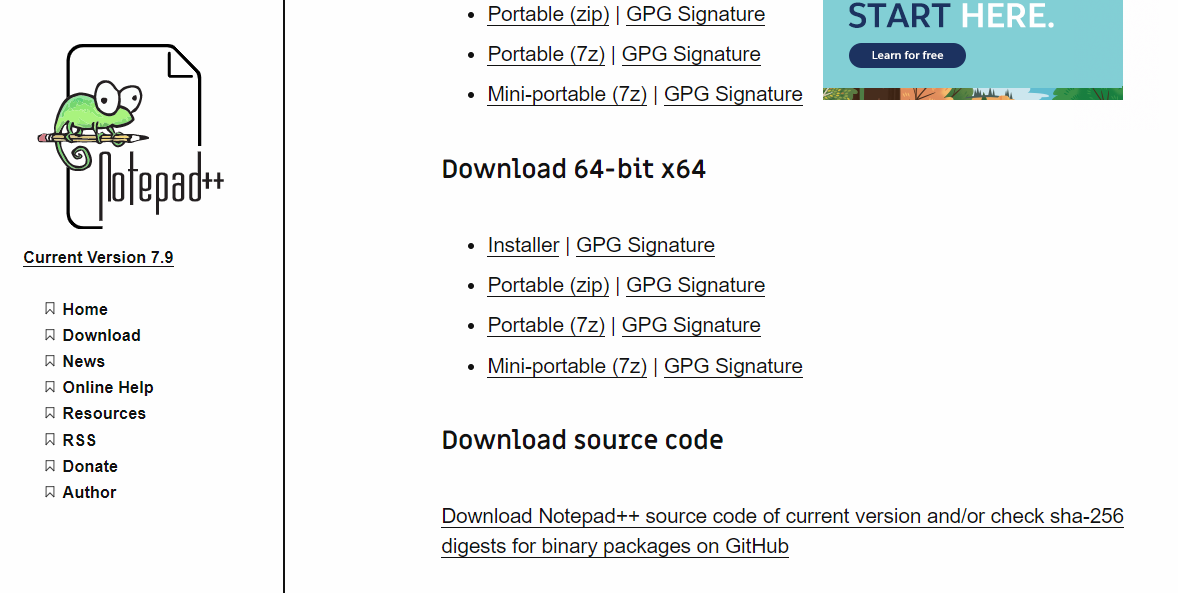 Notepad++
Current Version 7.9
Home
Download
News
Online Help
Resources
RSS
Donate
Author
Portable (zip) | GPG Signature
Portable (7z) | GPG Signature
Mini-portable (7z) | GPG Signature
START HERE.
Learn for free
Download 64-bit x64
Installer | GPG Signature
Portable (zip) | GPG Signature
Portable (7z) | GPG Signature
Mini-portable (7z) | GPG Signature
Download source code
Download Notepad++ source code of current version and/or check sha-256
digests for binary packages on GitHub